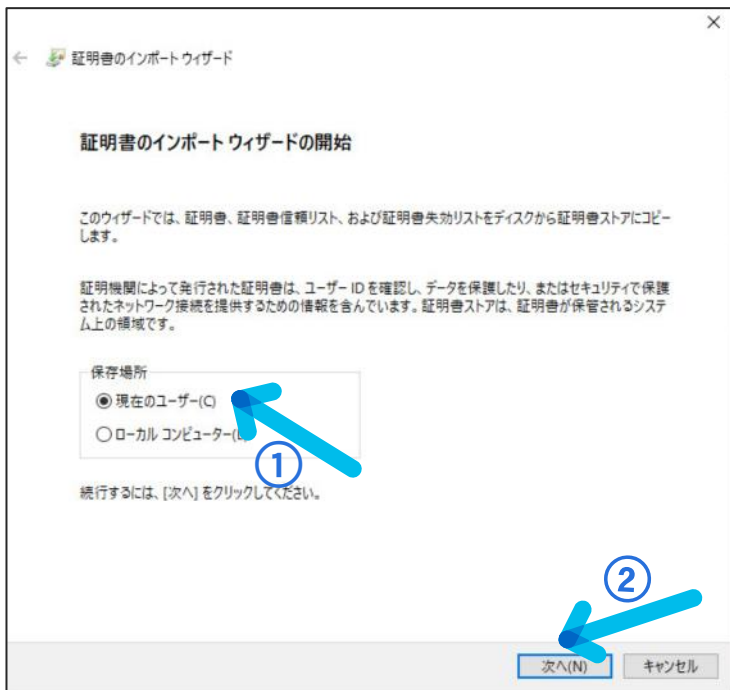 証明書のインポート ウィザード
証明書のインポート ウィザードの開始
このウィザードでは、証明書、証明書信頼リスト、および証明書失効リストをディスクから証明書ストアにコピー
します。
証明機関によって発行された証明書は、ユーザー ID を確認し、データを保護したり、またはセキュリティで保護
されたネットワーク接続を提供するための情報を含んでいます。証明書ストアは、証明書が保管されるシステ
ム上の領域です。
保存場所
現在のユーザー(C)
ローカル コンピューター(
①
続行するには、[次へ] をクリックしてください。
②
次へ(N)
キャンセル